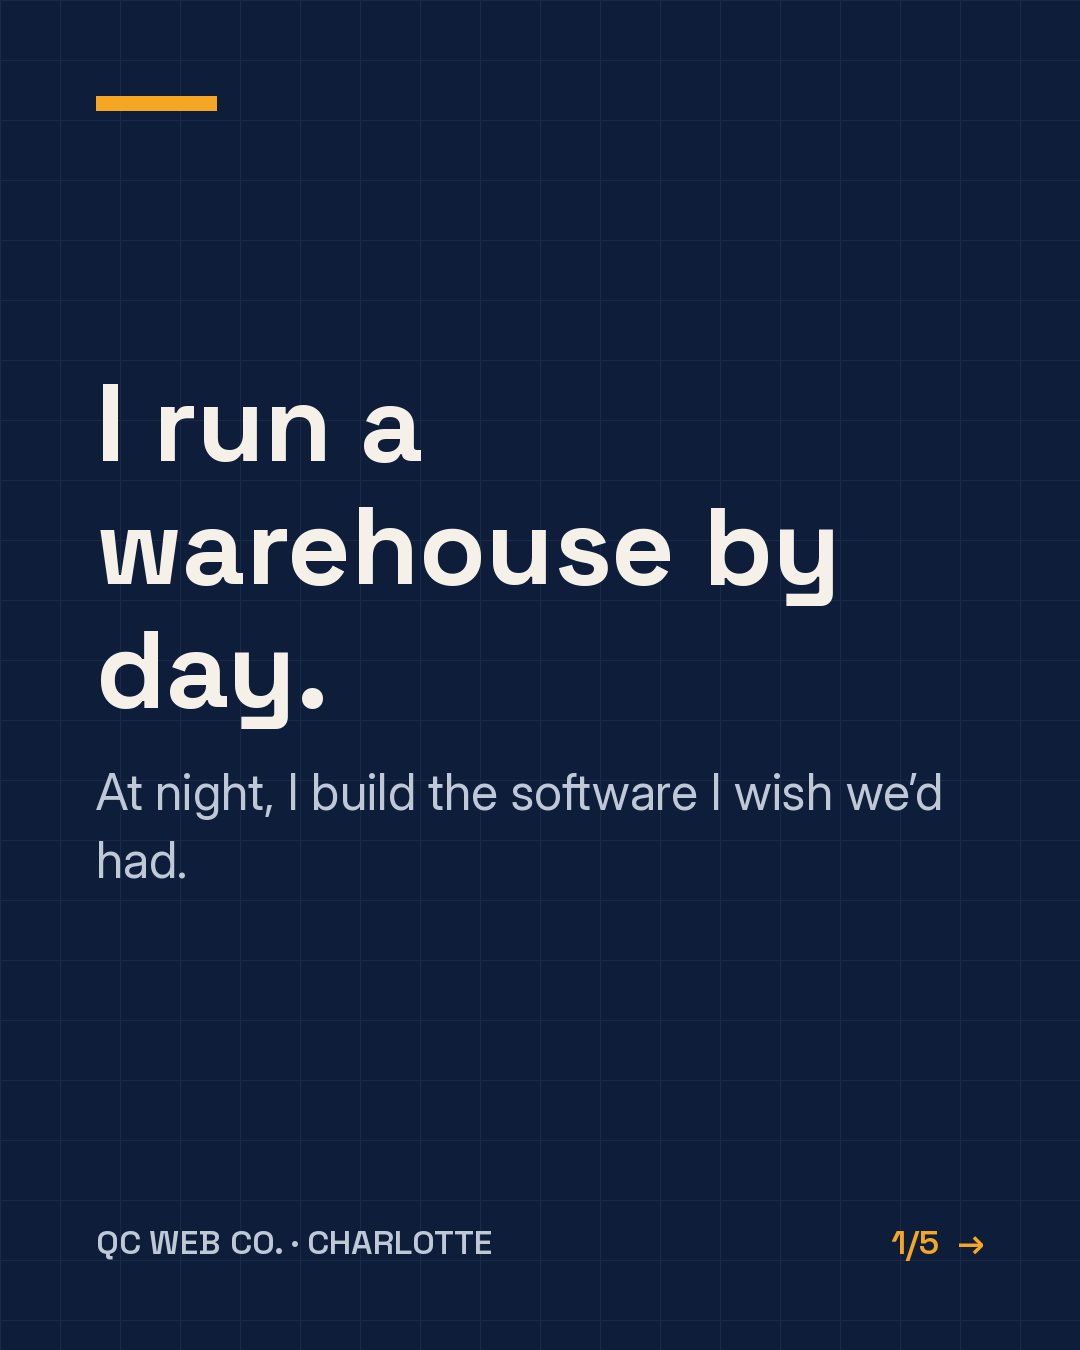 I run a
warehouse by
day.
At night, I build the software I wish we’d
had.
QC WEB CO. · CHARLOTTE
1/5 →